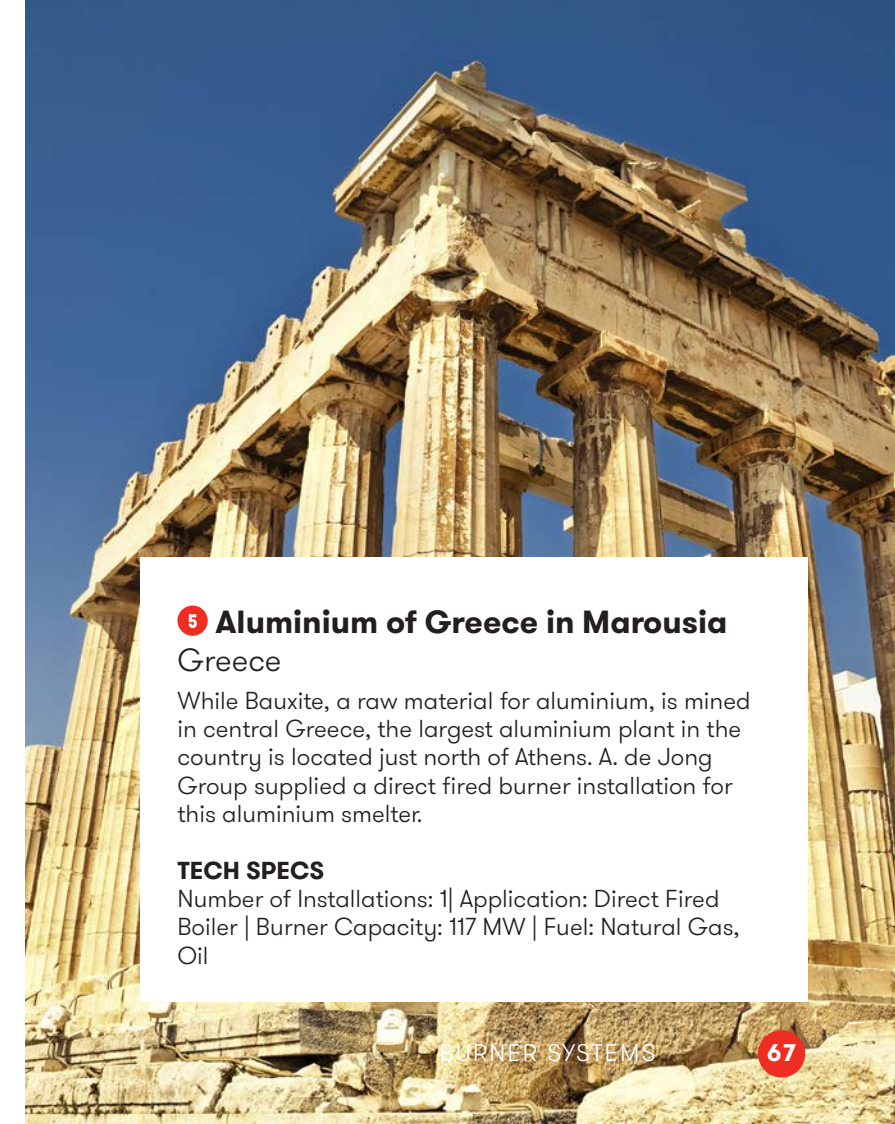 5 Aluminium of Greece in Marousia
Greece
While Bauxite, a raw material for aluminium, is mined
in central Greece, the largest aluminium plant in the
country is located just north of Athens. A. de Jong
Group supplied a direct fired burner installation for
this aluminium smelter.
TECH SPECS
Number of Installations: 1| Application: Direct Fired
Boiler | Burner Capacity: 117 MW | Fuel: Natural Gas,
Oil
BURNER SYSTEMS
67